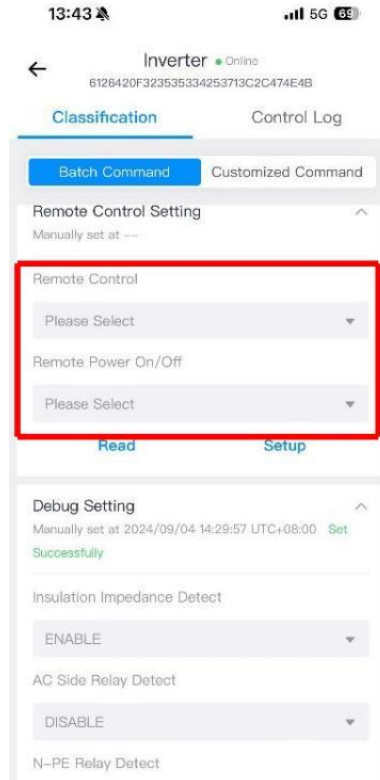 13:43
5G 69
Inverter Online
6126420F323535334253713C2C474E4B
Classification Control Log
Batch Command Customized Command
Remote Control Setting
Manually set at ---
Remote Control
Please Select
Remote Power On/Off
Please Select
Read Setup
Debug Setting
Manually set at 2024/09/04 14:29:57 UTC+08:00 Set
Successfully
Insulation Impedance Detect
ENABLE
AC Side Relay Detect
DISABLE
N-PE Relay Detect